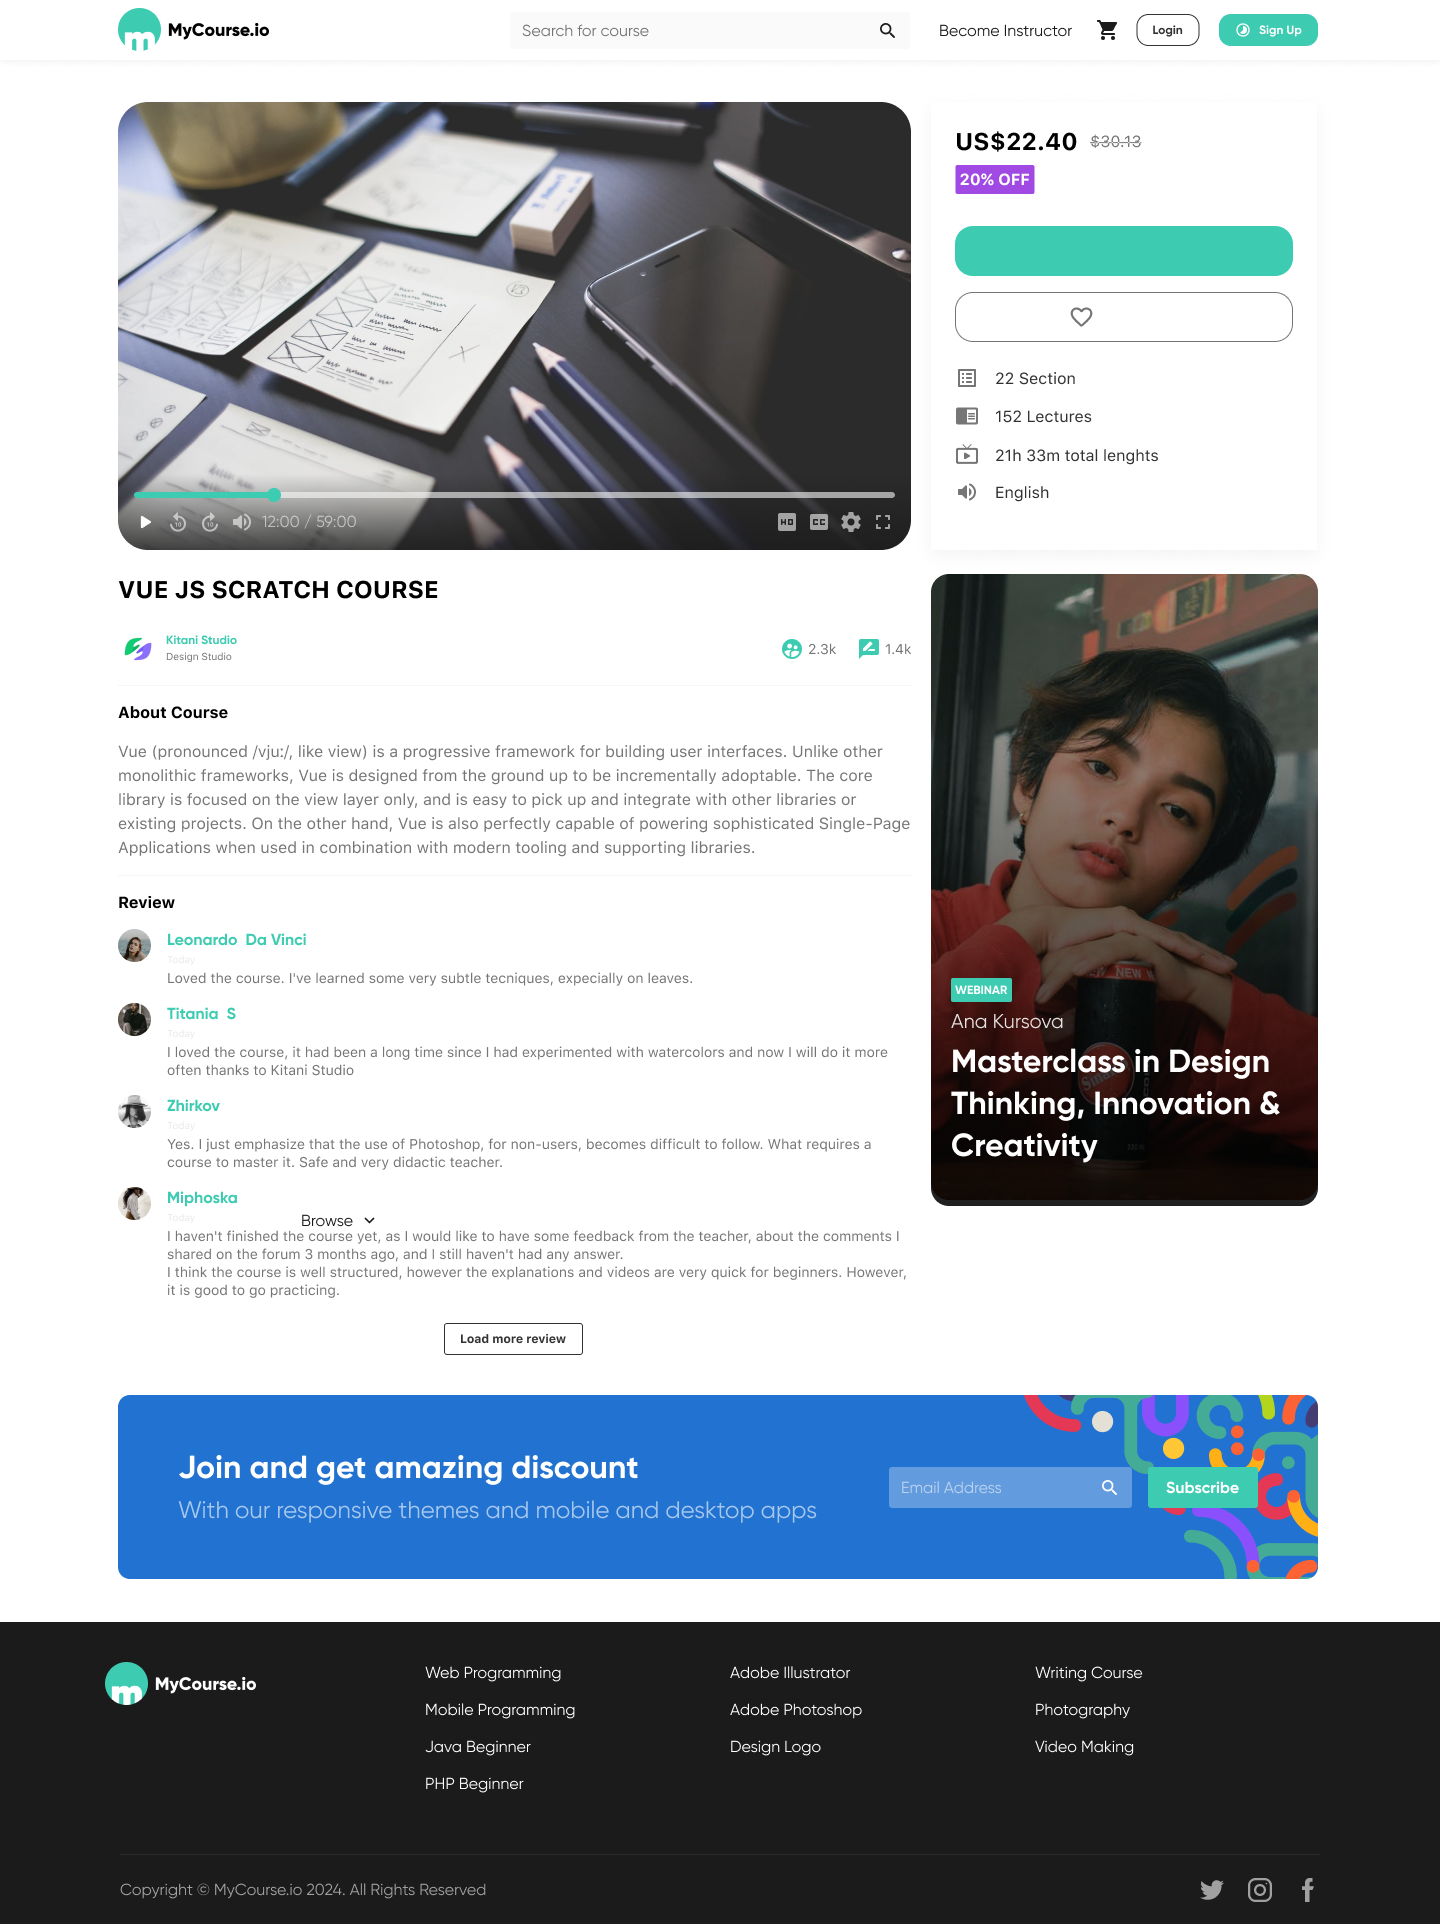 MyCourse.io
Search for course
Become Instructor
Login
Sign Up
US$22.40 $30.13
20% OFF
22 Section
152 Lectures
21h 33m total lenghts
English
12:00 / 59:00
HD
CC
VUE JS SCRATCH COURSE
Kitani Studio
Design Studio
2.3k
1.4k
About Course
Vue (pronounced /vju:/, like view) is a progressive framework for building user interfaces. Unlike other
monolithic frameworks, Vue is designed from the ground up to be incrementally adoptable. The core
library is focused on the view layer only, and is easy to pick up and integrate with other libraries or
existing projects. On the other hand, Vue is also perfectly capable of powering sophisticated Single-Page
Applications when used in combination with modern tooling and supporting libraries.
Review
Leonardo Da Vinci
Today
Loved the course. I've learned some very subtle tecniques, expecially on leaves.
Titania S
Today
I loved the course, it had been a long time since I had experimented with watercolors and now I will do it more
often thanks to Kitani Studio
Zhirkov
Today
Yes. I just emphasize that the use of Photoshop, for non-users, becomes difficult to follow. What requires a
course to master it. Safe and very didactic teacher.
Miphoska
Today
Browse
I haven't finished the course yet, as I would like to have some feedback from the teacher, about the comments I
shared on the forum 3 months ago, and I still haven't had any answer.
I think the course is well structured, however the explanations and videos are very quick for beginners. However,
it is good to go practicing.
Load more review
NEW
WEBINAR
Ana Kursova
Masterclass in Design
Thinking, Innovation &
Creativity
Join and get amazing discount
With our responsive themes and mobile and desktop apps
Email Address
Subscribe
MyCourse.io
Web Programming
Mobile Programming
Java Beginner
PHP Beginner
Adobe Illustrator
Adobe Photoshop
Design Logo
Writing Course
Photography
Video Making
Copyright © MyCourse.io 2024. All Rights Reserved